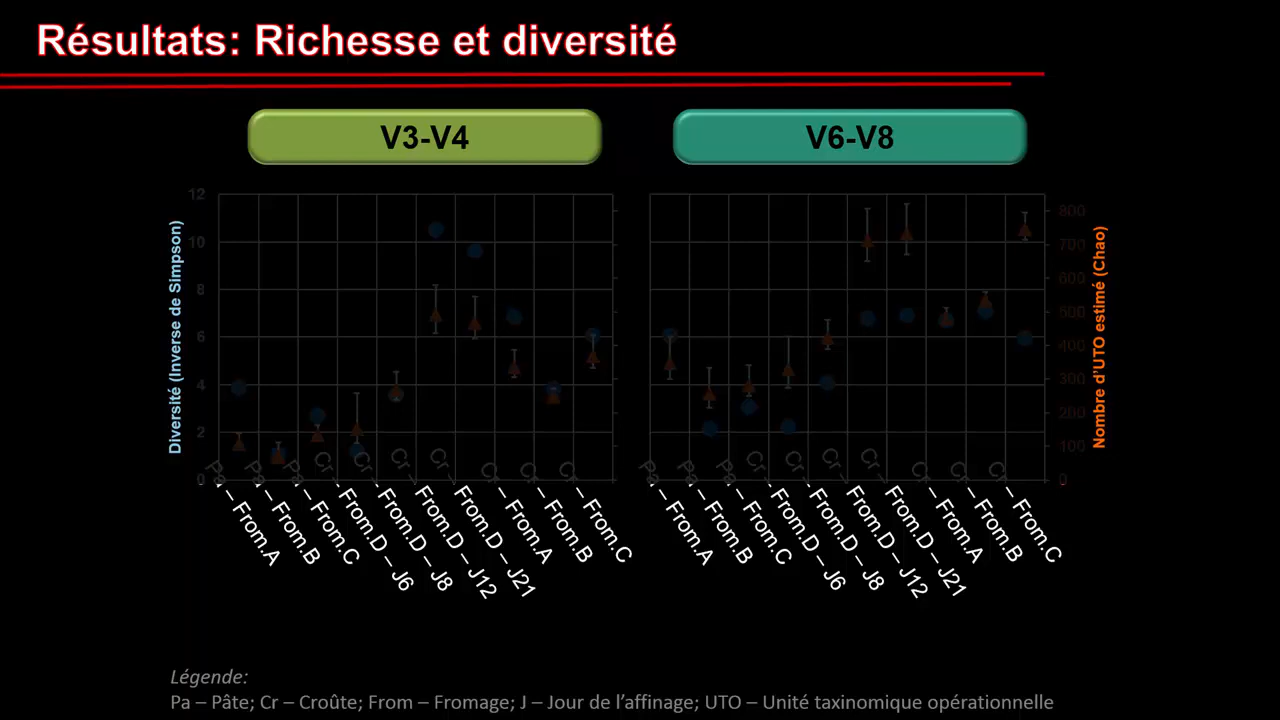 Résultats: Richesse et diversité
V3-V4
V6-V8
Diversité (Inverse de Simpson)
12
10
8
6
4
2
0
Pa – From.A
Pa – From.B
Pa – From.C
Cr – From.D – J6
Cr – From.D – J8
Cr – From.D – J12
Cr – From.D – J21
Cr – From.A
Cr – From.B
Cr – From.C
Pa – From.A
Pa – From.B
Pa – From.C
Cr – From.D – J6
Cr – From.D – J8
Cr – From.D – J12
Cr – From.D – J21
Cr – From.A
Cr – From.B
Cr – From.C
800
700
600
500
400
300
200
100
0
Nombre d'UTO estimé (Chao)
Légende:
Pa – Pâte; Cr – Croûte; From – Fromage; J – Jour de l'affinage; UTO – Unité taxinomique opérationnelle